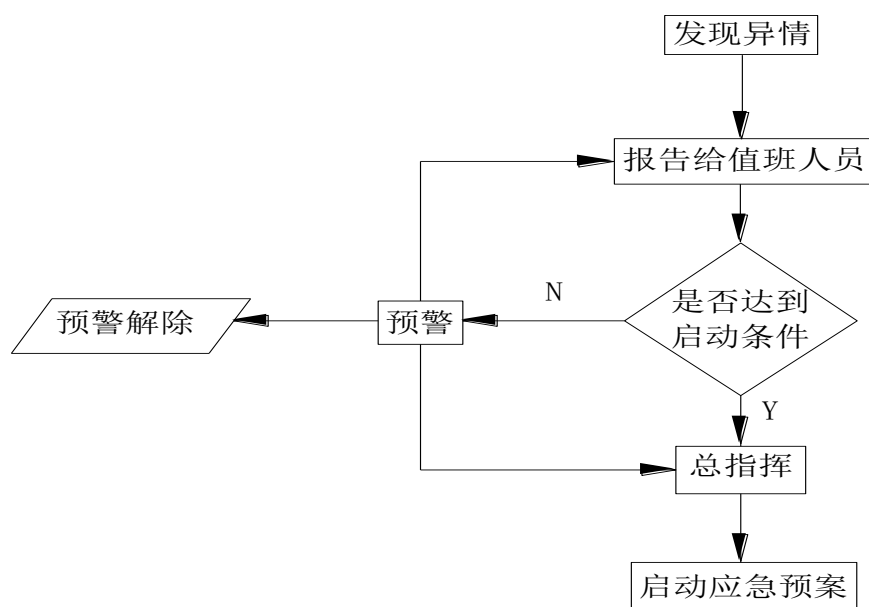 发现异情
报告给值班人员
N
是否达到
启动条件
预警
预警解除
Y
总指挥
启动应急预案